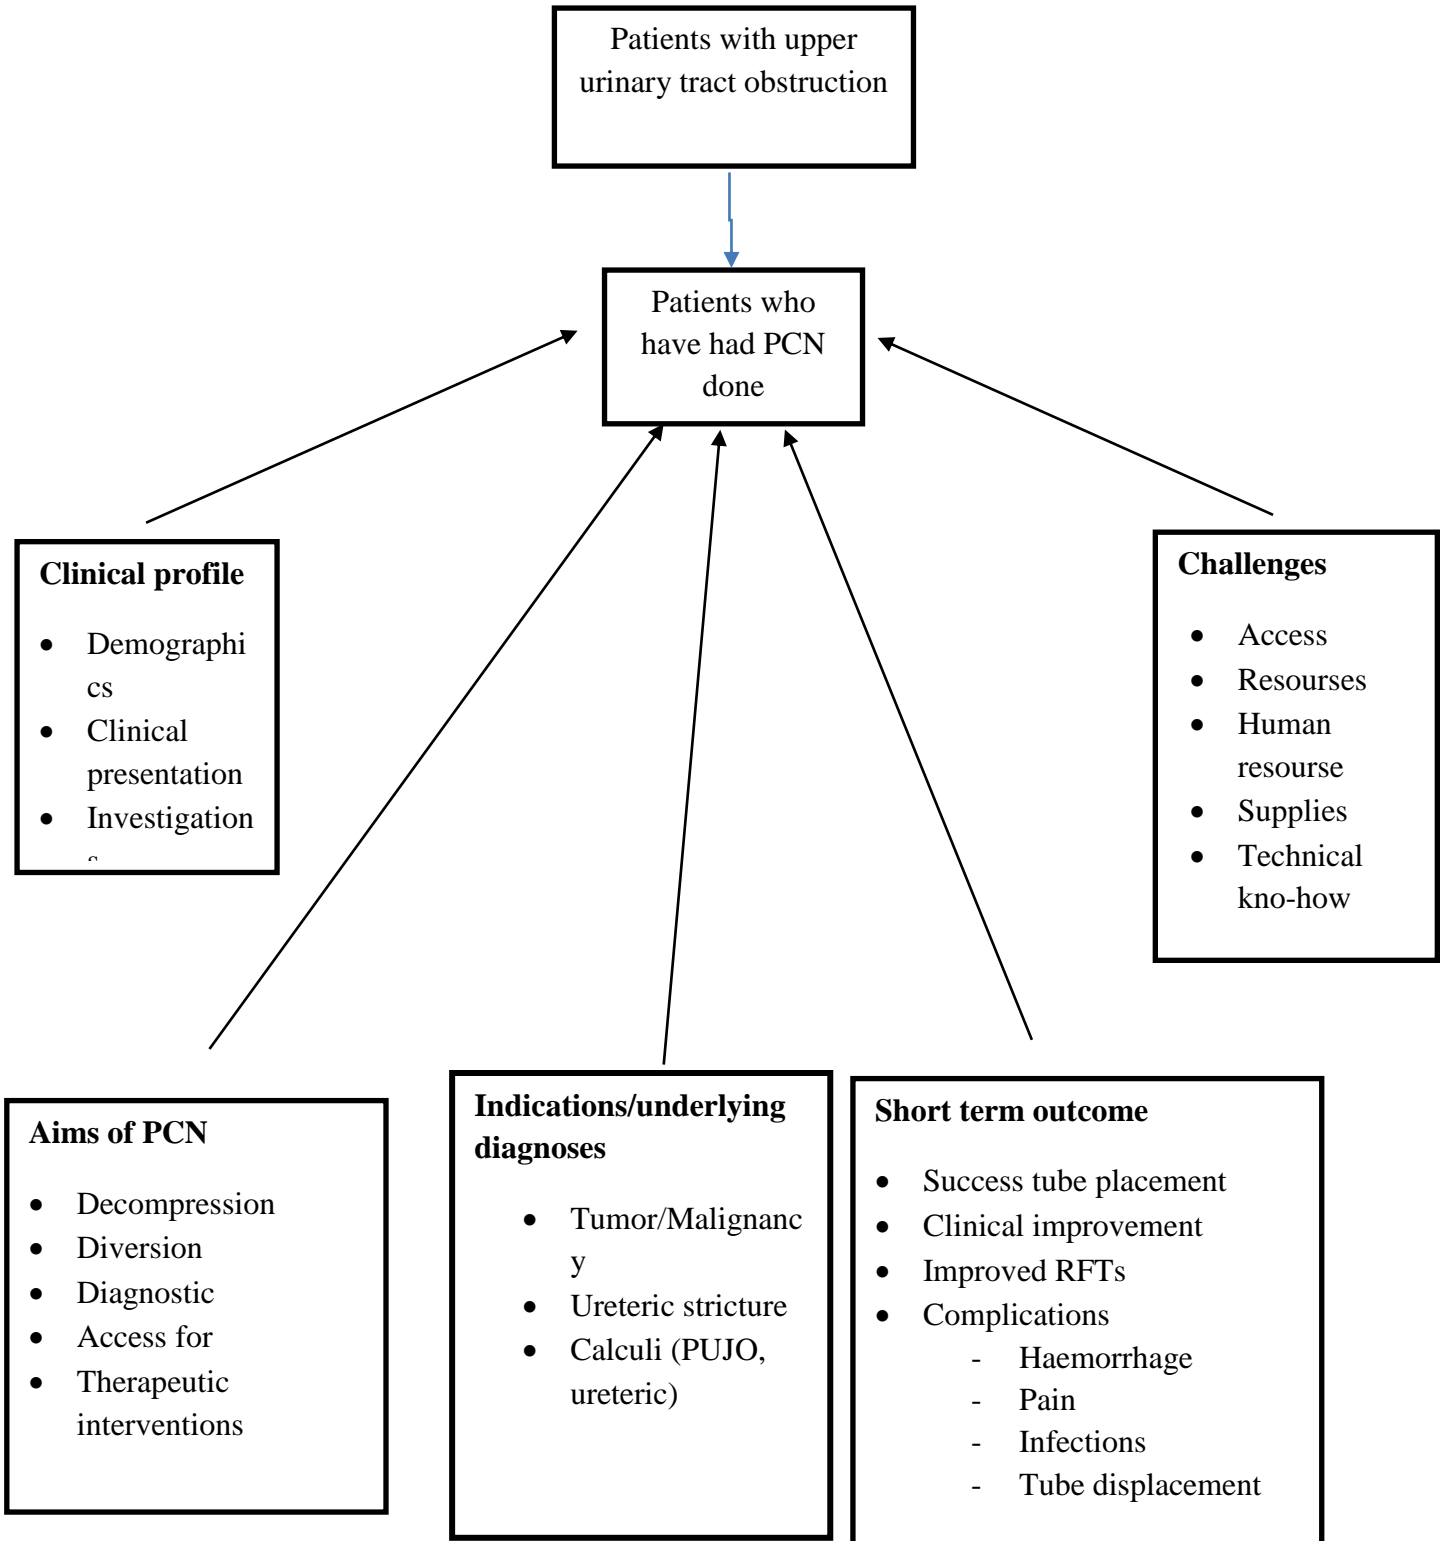 Patients with upper
urinary tract obstruction
Patients who
have had PCN
done
Clinical profile
• Demographi
cs
• Clinical
presentation
• Investigation
Challenges
• Access
• Resourses
• Human
resourse
• Supplies
• Technical
kno-how
Aims of PCN
• Decompression
• Diversion
• Diagnostic
• Access for
• Therapeutic
interventions
Indications/underlying
diagnoses
• Tumor/Malignanc
y
• Ureteric stricture
• Calculi (PUJO,
ureteric)
Short term outcome
• Success tube placement
• Clinical improvement
• Improved RFTs
• Complications
- Haemorrhage
- Pain
- Infections
- Tube displacement